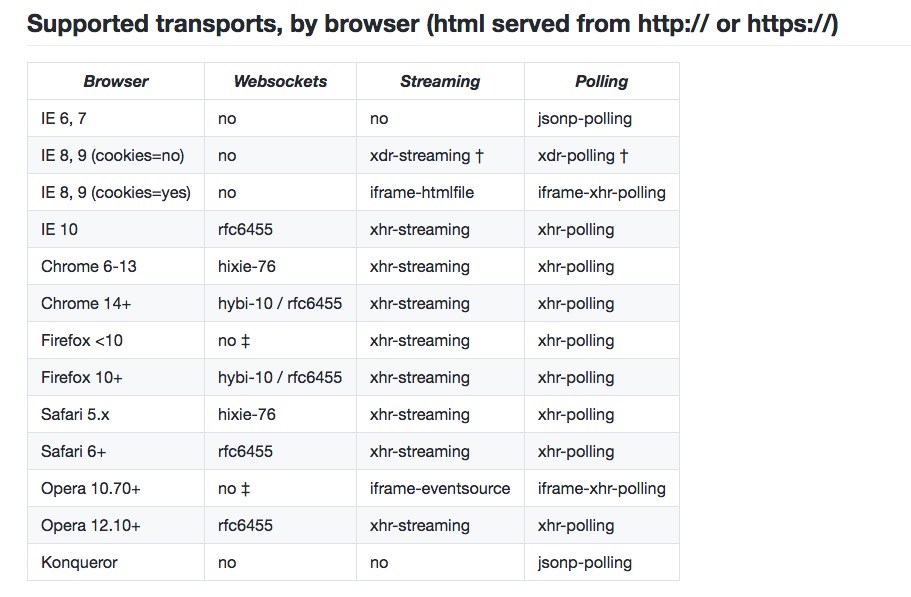 Supported transports, by browser (html served from http:// or https://)
Browser Websockets Streaming Polling
IE 6, 7 no no jsonp-polling
IE 8, 9 (cookies=no) no xdr-streaming † xdr-polling †
IE 8, 9 (cookies=yes) no iframe-htmlfile iframe-xhr-polling
IE 10 rfc6455 xhr-streaming xhr-polling
Chrome 6-13 hixie-76 xhr-streaming xhr-polling
Chrome 14+ hybi-10 / rfc6455 xhr-streaming xhr-polling
Firefox <10 no ‡ xhr-streaming xhr-polling
Firefox 10+ hybi-10 / rfc6455 xhr-streaming xhr-polling
Safari 5.x hixie-76 xhr-streaming xhr-polling
Safari 6+ rfc6455 xhr-streaming xhr-polling
Opera 10.70+ no ‡ iframe-eventsource iframe-xhr-polling
Opera 12.10+ rfc6455 xhr-streaming xhr-polling
Konqueror no no jsonp-polling